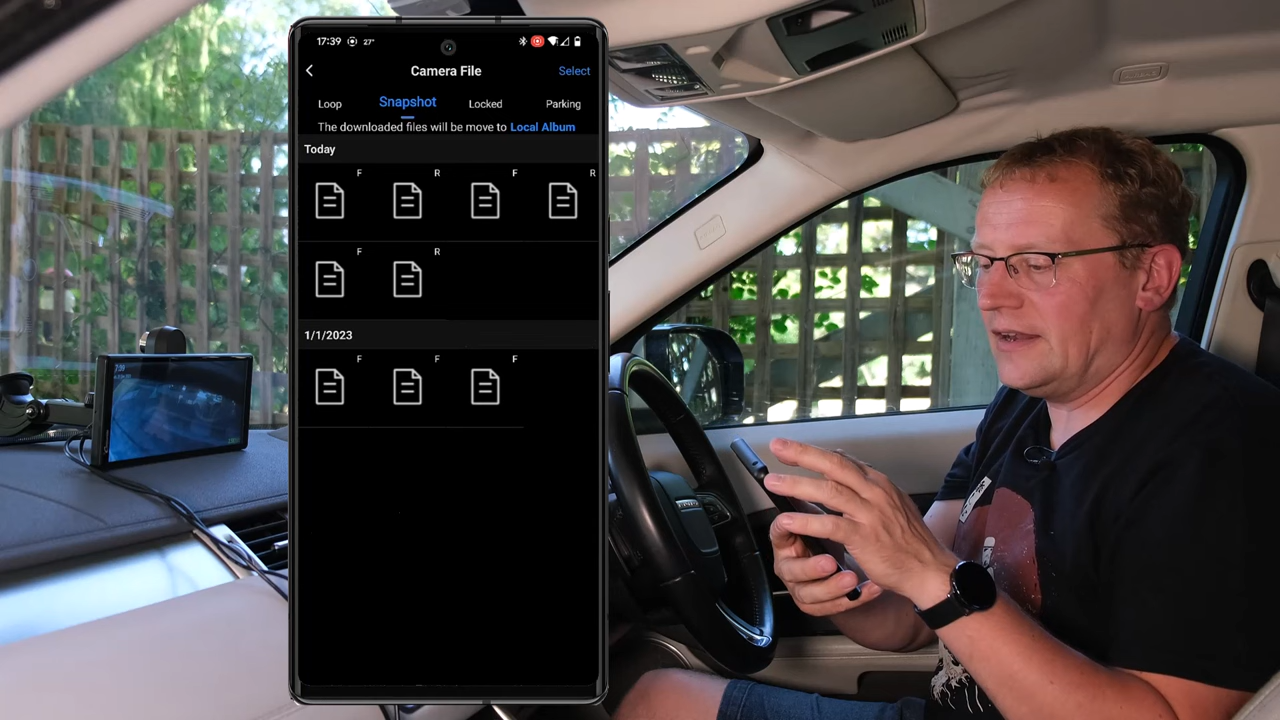 17:39 27°
Camera File Select
Loop Snapshot Locked Parking
The downloaded files will be move to Local Album
Today
F R F R
F R
1/1/2023
F F F